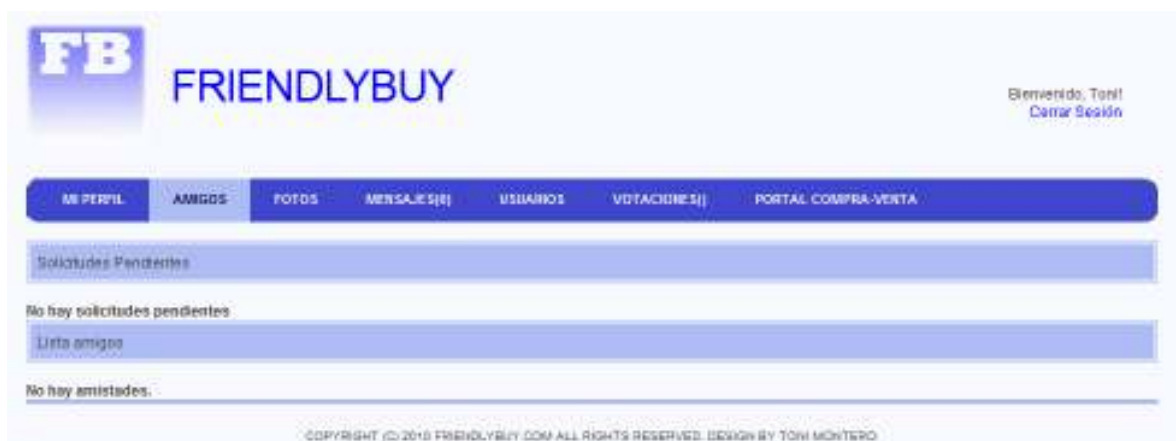 FB
FRIENDLYBUY
Bienvenido, Toni!
Cerrar Sesión
MI PERFIL AMIGOS FOTOS MENSAJES(0) USUARIOS VOTACIONES() PORTAL COMPRA-VENTA
Solicitudes Pendientes
No hay solicitudes pendientes
Lista amigos
No hay amistades.
COPYRIGHT (C) 2010 FRIENDLYBUY.COM ALL RIGHTS RESERVED. DESIGN BY TONI MONTERO